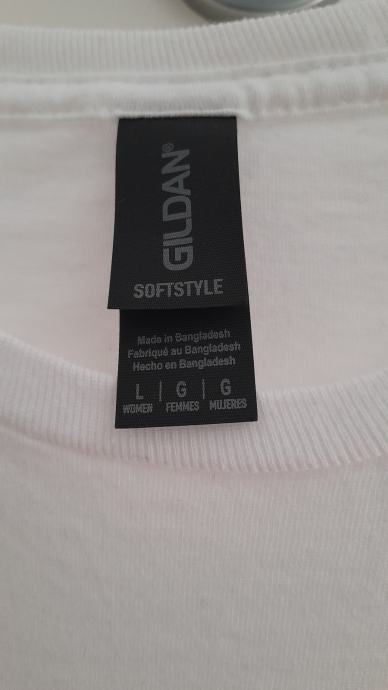 GILDAN®
SOFTSTYLE
Made in Bangladesh
Fabriqué au Bangladesh
Hecho en Bangladesh
L | G | G
WOMEN FEMMES MUJERES